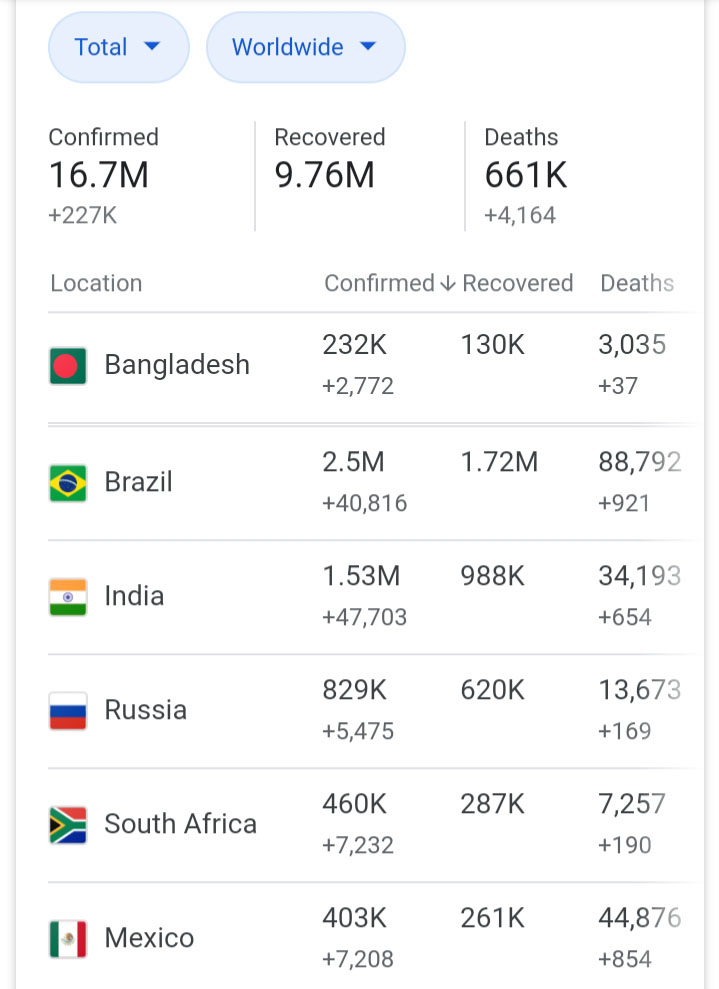 Total Worldwide
Confirmed Recovered Deaths
16.7M 9.76M 661K
+227K +4,164
Location Confirmed ↓ Recovered Deaths
Bangladesh 232K 130K 3,035
+2,772 +37
Brazil 2.5M 1.72M 88,792
+40,816 +921
India 1.53M 988K 34,193
+47,703 +654
Russia 829K 620K 13,673
+5,475 +169
South Africa 460K 287K 7,257
+7,232 +190
Mexico 403K 261K 44,876
+7,208 +854